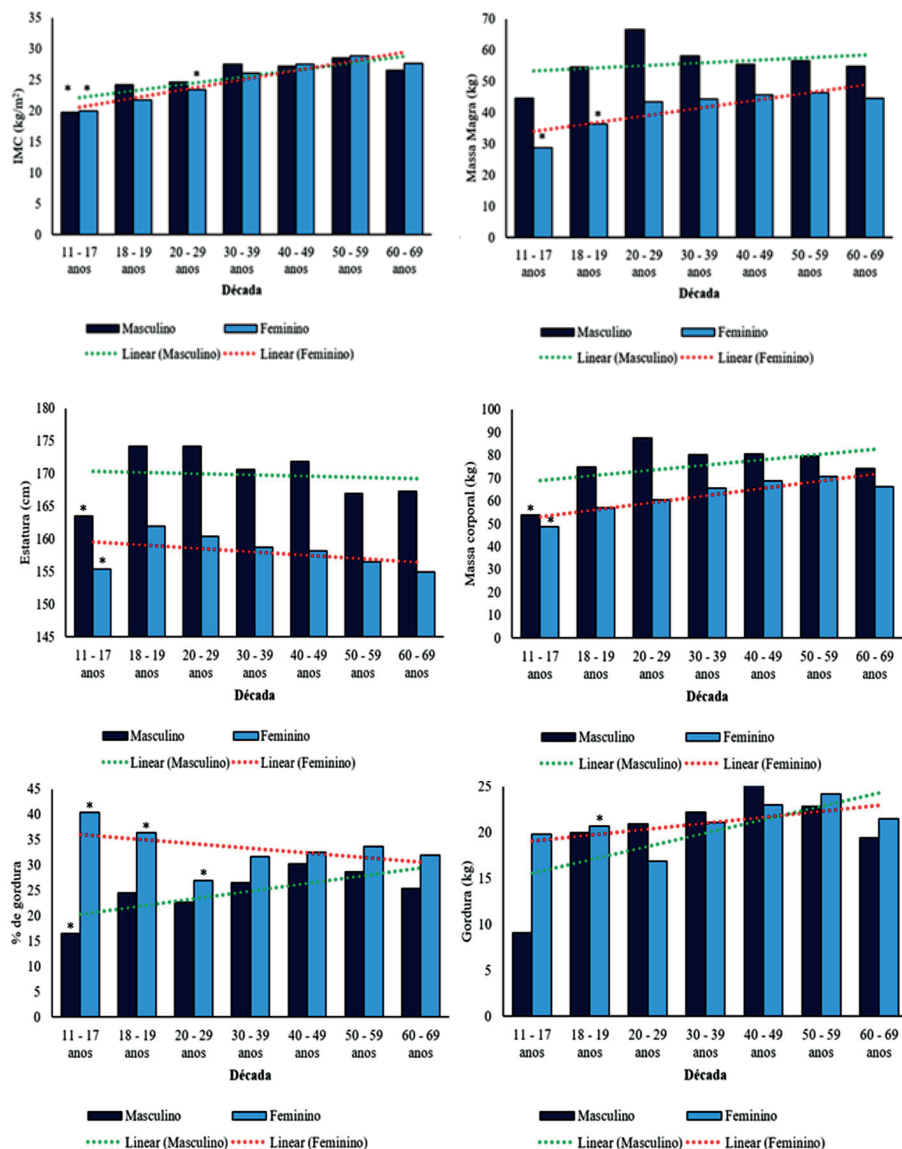 IMC (kg/m²)
35
30
25
20
15
10
5
0
* *
*
11 - 17 anos
18 - 19 anos
20 - 29 anos
30 - 39 anos
40 - 49 anos
50 - 59 anos
60 - 69 anos
Década
Masculino
Feminino
Linear (Masculino)
Linear (Feminino)
Massa Magra (kg)
70
60
50
40
30
20
10
0
*
*
11 - 17 anos
18 - 19 anos
20 - 29 anos
30 - 39 anos
40 - 49 anos
50 - 59 anos
60 - 69 anos
Década
Masculino
Feminino
Linear (Masculino)
Linear (Feminino)
Estatura (cm)
180
175
170
165
160
155
150
145
*
*
11 - 17 anos
18 - 19 anos
20 - 29 anos
30 - 39 anos
40 - 49 anos
50 - 59 anos
60 - 69 anos
Década
Masculino
Feminino
Linear (Masculino)
Linear (Feminino)
Massa corporal (kg)
100
90
80
70
60
50
40
30
20
10
0
*
*
11 - 17 anos
18 - 19 anos
20 - 29 anos
30 - 39 anos
40 - 49 anos
50 - 59 anos
60 - 69 anos
Década
Masculino
Feminino
Linear (Masculino)
Linear (Feminino)
% de gordura
50
45
40
35
30
25
20
15
10
5
0
*
*
*
*
11 - 17 anos
18 - 19 anos
20 - 29 anos
30 - 39 anos
40 - 49 anos
50 - 59 anos
60 - 69 anos
Década
Masculino
Feminino
Linear (Masculino)
Linear (Feminino)
Gordura (kg)
25
20
15
10
5
0
*
11 - 17 anos
18 - 19 anos
20 - 29 anos
30 - 39 anos
40 - 49 anos
50 - 59 anos
60 - 69 anos
Década
Masculino
Feminino
Linear (Masculino)
Linear (Feminino)